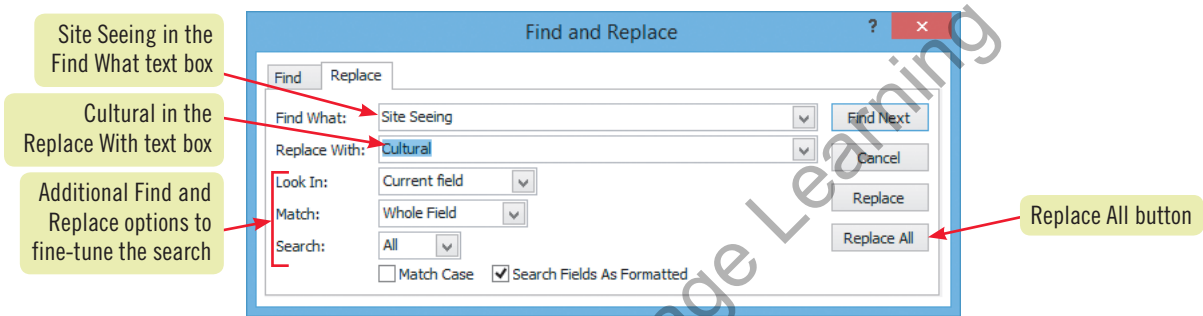 Site Seeing in the
Find What text box
Cultural in the
Replace With text box
Additional Find and
Replace options to
fine-tune the search
Find and Replace
?
Find
Replace
Find What:
Site Seeing
Find Next
Replace With:
Cultural
Cancel
Look In:
Current field
Match:
Whole Field
Replace
Search:
All
Replace All
Match Case
Search Fields As Formatted
Replace All button
age Learning